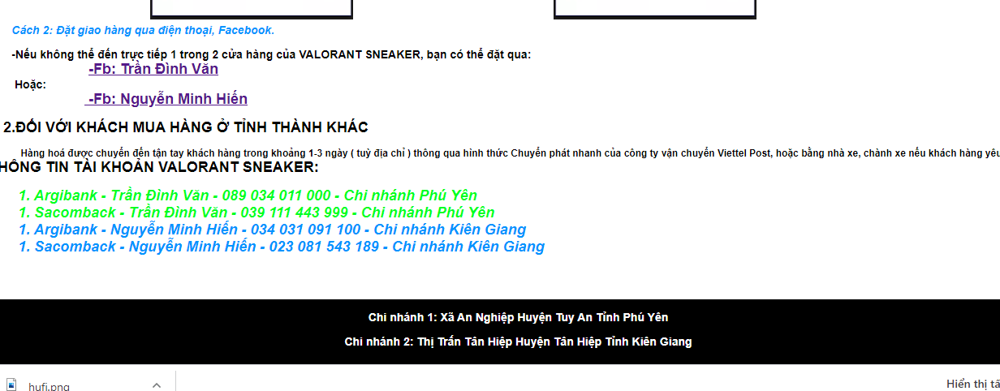 Cách 2: Đặt giao hàng qua điện thoại, Facebook.
-Nếu không thể đến trực tiếp 1 trong 2 cửa hàng của VALORANT SNEAKER, bạn có thể đặt qua:
-Fb: Trần Đình Văn
Hoặc:
-Fb: Nguyễn Minh Hiến
2.ĐỐI VỚI KHÁCH MUA HÀNG Ở TỈNH THÀNH KHÁC
Hàng hoá được chuyển đến tận tay khách hàng trong khoảng 1-3 ngày ( tuỳ địa chỉ ) thông qua hình thức Chuyển phát nhanh của công ty vận chuyển Viettel Post, hoặc bằng nhà xe, chành xe nếu khách hàng yêu
HÔNG TIN TÀI KHOẢN VALORANT SNEAKER:
1. Argibank - Trần Đình Văn - 089 034 011 000 - Chi nhánh Phú Yên
1. Sacomback - Trần Đình Văn - 039 111 443 999 - Chi nhánh Phú Yên
1. Argibank - Nguyễn Minh Hiến - 034 031 091 100 - Chi nhánh Kiên Giang
1. Sacomback - Nguyễn Minh Hiến - 023 081 543 189 - Chi nhánh Kiên Giang
Chi nhánh 1: Xã An Nghiệp Huyện Tuy An Tỉnh Phú Yên
Chi nhánh 2: Thị Trấn Tân Hiệp Huyện Tân Hiệp Tỉnh Kiên Giang
hufi.png
Hiển thị tấ